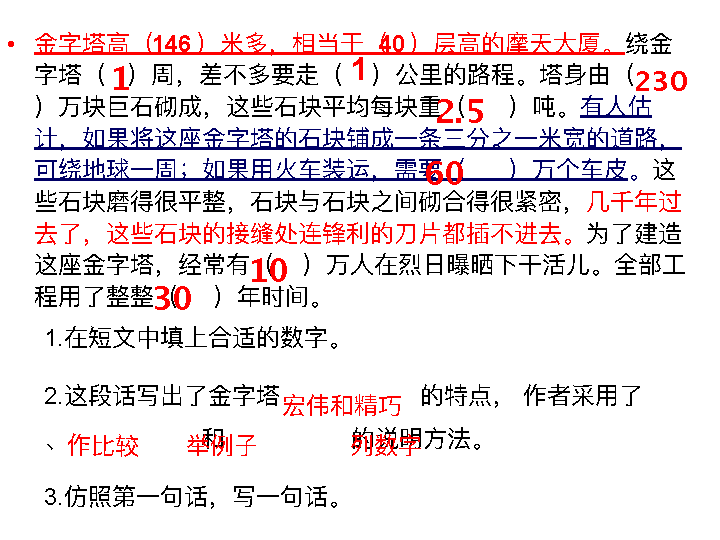 • 金字塔高（146 ）米多，相当于（40 ）层高的摩天大厦。绕金
字塔（ 1）周，差不多要走（ 1 ）公里的路程。塔身由（230
）万块巨石砌成，这些石块平均每块重（2.5 ）吨。有人估
计，如果将这座金字塔的石块铺成一条三分之一米宽的道路，
可绕地球一周；如果用火车装运，需要（60 ）万个车皮。这
些石块磨得很平整，石块与石块之间砌合得很紧密，几千年过
去了，这些石块的接缝处连锋利的刀片都插不进去。为了建造
这座金字塔，经常有（10 ）万人在烈日曝晒下干活儿。全部工
程用了整整（30 ）年时间。
1.在短文中填上合适的数字。
2.这段话写出了金字塔宏伟和精巧 的特点， 作者采用了
、作比较 和举例子 列数字的说明方法。
3.仿照第一句话，写一句话。